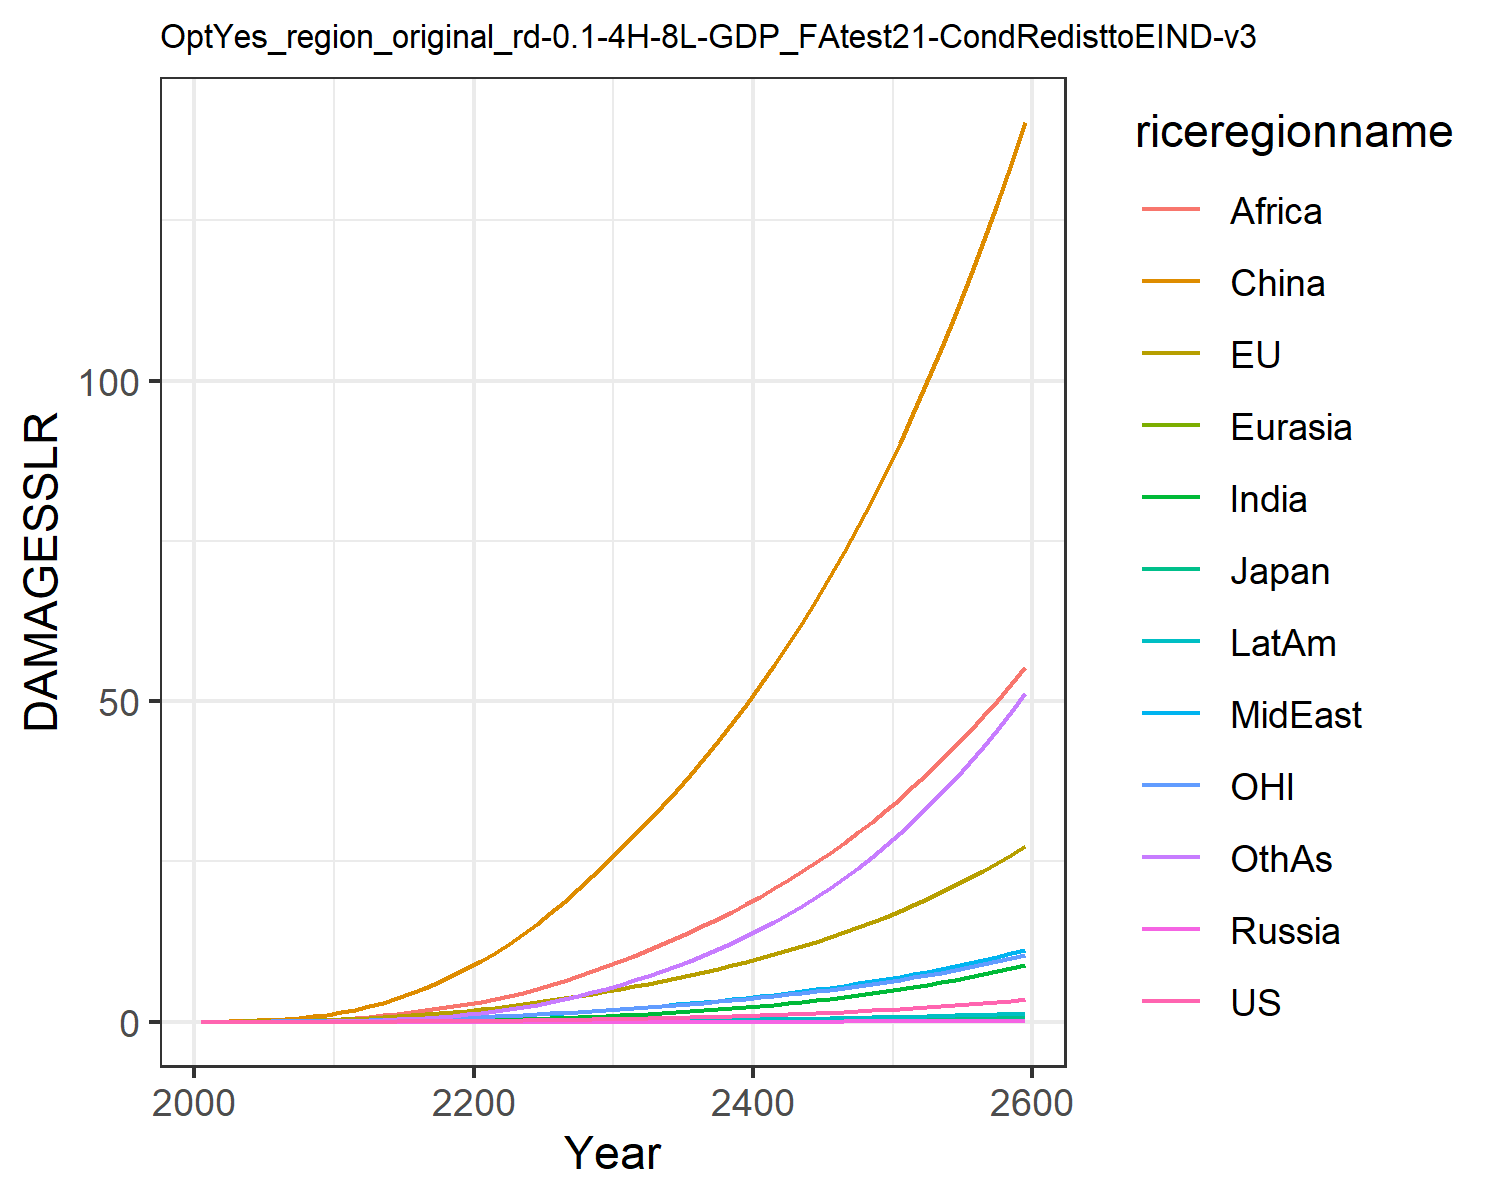 OptYes_region_original_rd-0.1-4H-8L-GDP_FAtest21-CondRedisttoEIND-v3
riceregionname
Africa
China
EU
Eurasia
India
Japan
LatAm
MidEast
OHI
OthAs
Russia
US
DAMAGESSLR
100
50
0
2000 2200 2400 2600
Year